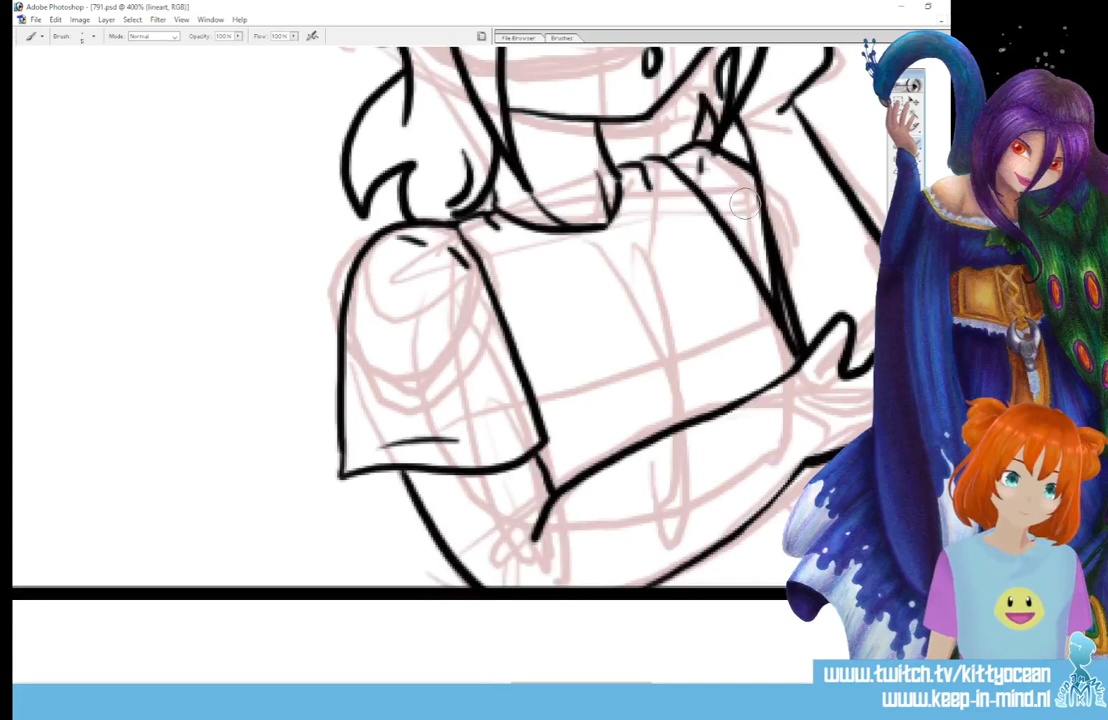 Adobe Photoshop - [791.psd @ 400% (lineart, RGB)]
File Edit Image Layer Select Filter View Window Help
Brush: 5 Mode: Normal Opacity: 100% Flow: 100%
File Browser Brushes
www.twitch.tv/kittyocean
www.keep-in-mind.nl